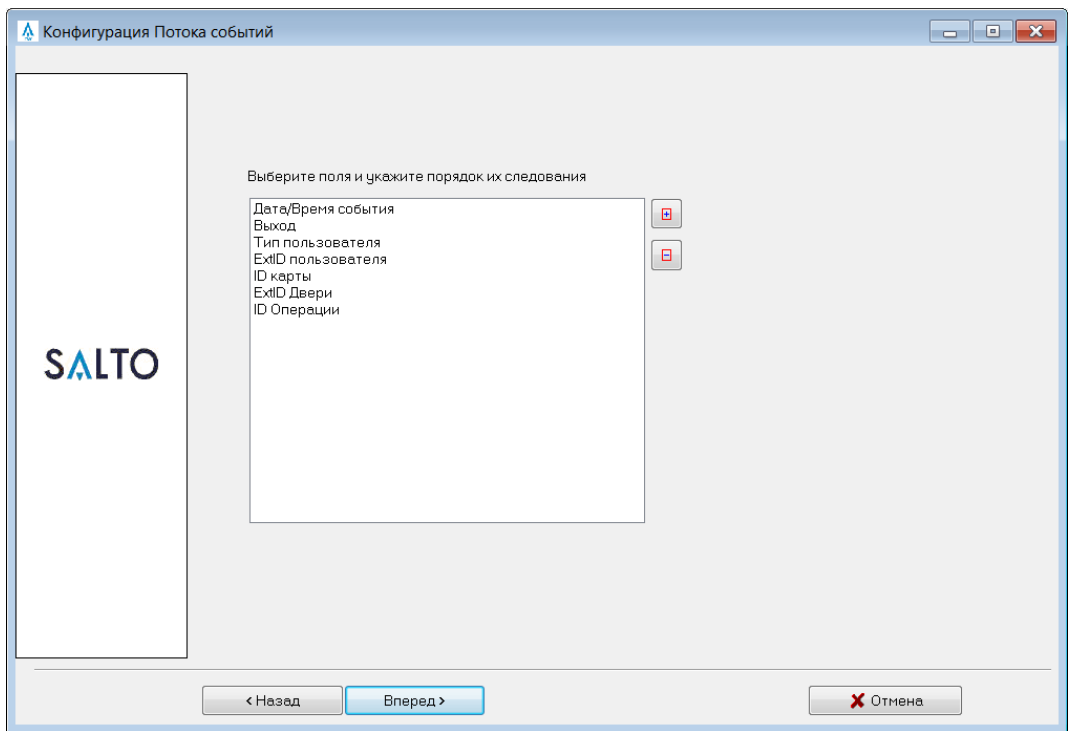 Конфигурация Потока событий
Выберите поля и укажите порядок их следования
Дата/Время события
Выход
Тип пользователя
ExtID пользователя
ID карты
ExtID Двери
ID Операции
SALTO
< Назад
Вперед >
Отмена